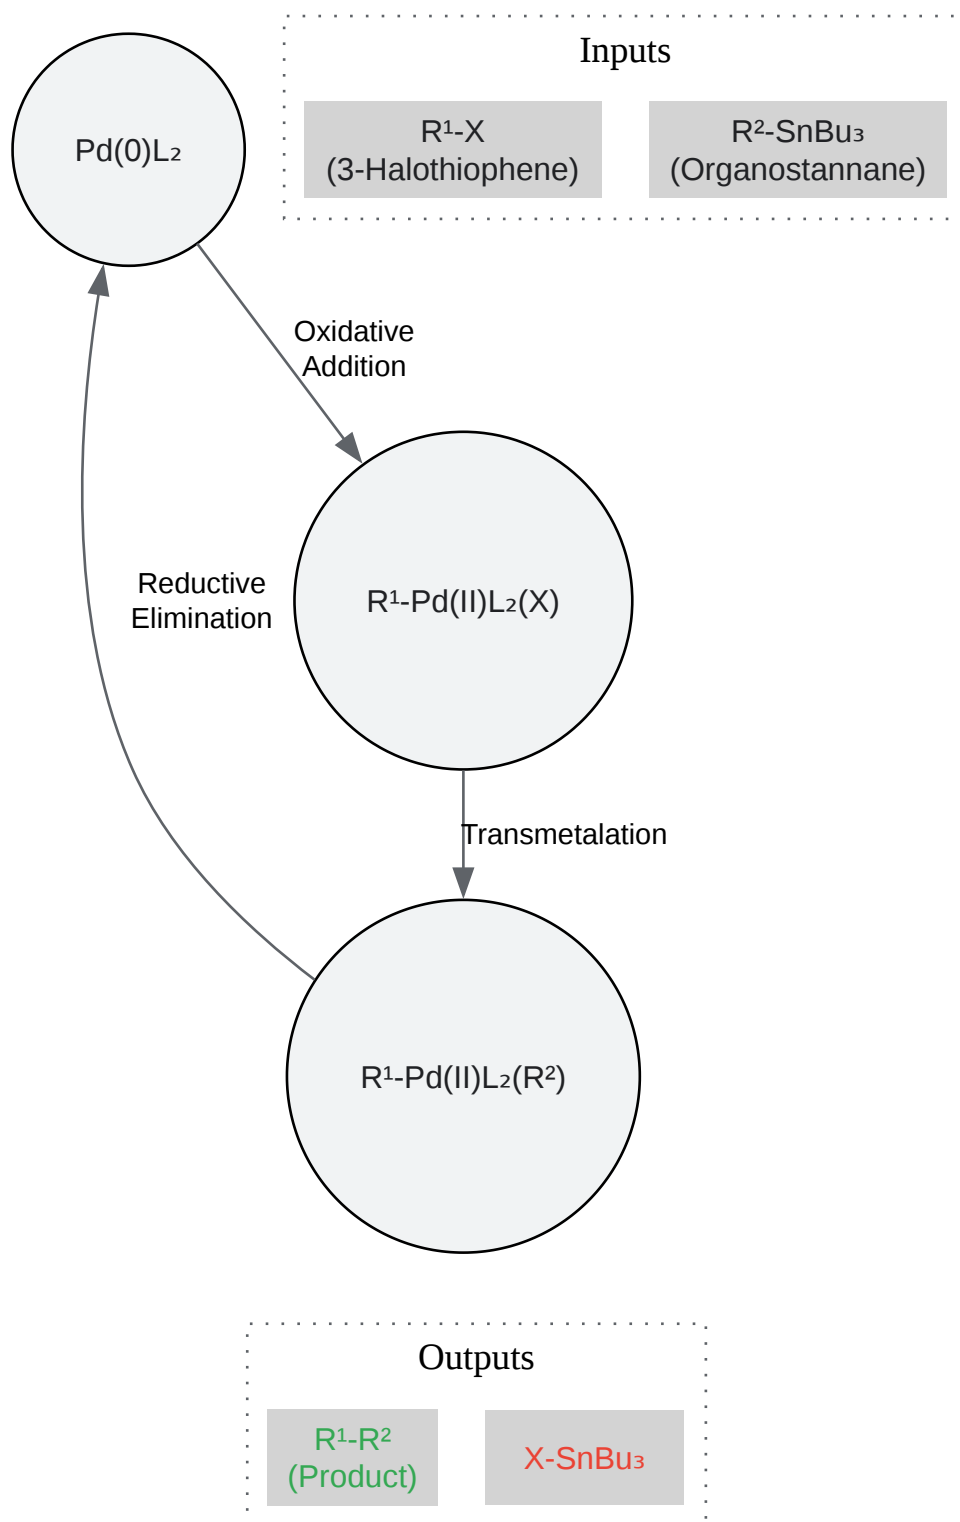 Inputs
R¹-X
(3-Halothiophene)
R²-SnBu₃
(Organostannane)
Pd(0)L₂
Oxidative
Addition
Reductive
Elimination
R¹-Pd(II)L₂(X)
Transmetalation
R¹-Pd(II)L₂(R²)
Outputs
R¹-R²
(Product)
X-SnBu₃